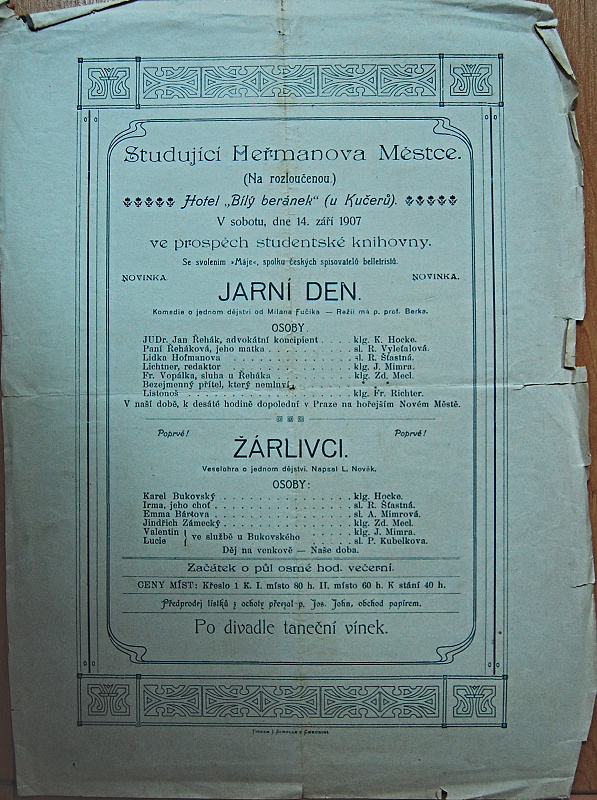 Studující Heřmanova Městce.
(Na rozloučenou.)
Hotel „Bílý beránek“ (u Kučerů).
V sobotu, dne 14. září 1907
ve prospěch studentské knihovny.
Se svolením »Máje«, spolku českých spisovatelů belletristů.
NOVINKA. NOVINKA.
JARNÍ DEN.
Komedie o jednom dějství od Milana Fučíka — Režii má p. prof. Berka.
OSOBY.
JUDr. Jan Řehák, advokátní koncipient . . . . klg. K. Hocke.
Paní Řeháková, jeho matka . . . . . . . . . sl. R. Vyleťalová.
Lidka Hofmanova . . . . . . . . . . . sl. R. Šťastná.
Lichtner, redaktor . . . . . . . . . . . klg. J. Mimra.
Fr. Vopálka, sluha u Řeháka . . . . . . . . klg. Zd. Mecl.
Bezejmenný přítel, který nemluví
Listonoš . . . . . . . . . . . . . . klg. Fr. Richter.
V naší době, k desáté hodině dopolední v Praze na hořejším Novém Městě.
Poprvé! Poprvé!
ŽÁRLIVCI.
Veselohra o jednom dějství. Napsal L. Novák.
OSOBY:
Karel Bukovský . . . . . . . . . . . . klg. Hocke.
Irma, jeho choť . . . . . . . . . . . . sl. R. Šťastná.
Emma Bártova . . . . . . . . . . . . sl. A. Mimrová.
Jindřich Zámecký . . . . . . . . . . . klg. Zd. Mecl.
Valentin } ve službě u Bukovského . . . . . . klg. J. Mimra.
Lucie sl. P. Kubelkova.
Děj na venkově — Naše doba.
Začátek o půl osmé hod. večerní.
CENY MÍST: Křeslo 1 K. I. místo 80 h. II. místo 60 h. K stání 40 h.
Předprodej lístků z ochoty převzal p. Jos. John, obchod papírem.
Po divadle taneční vínek.